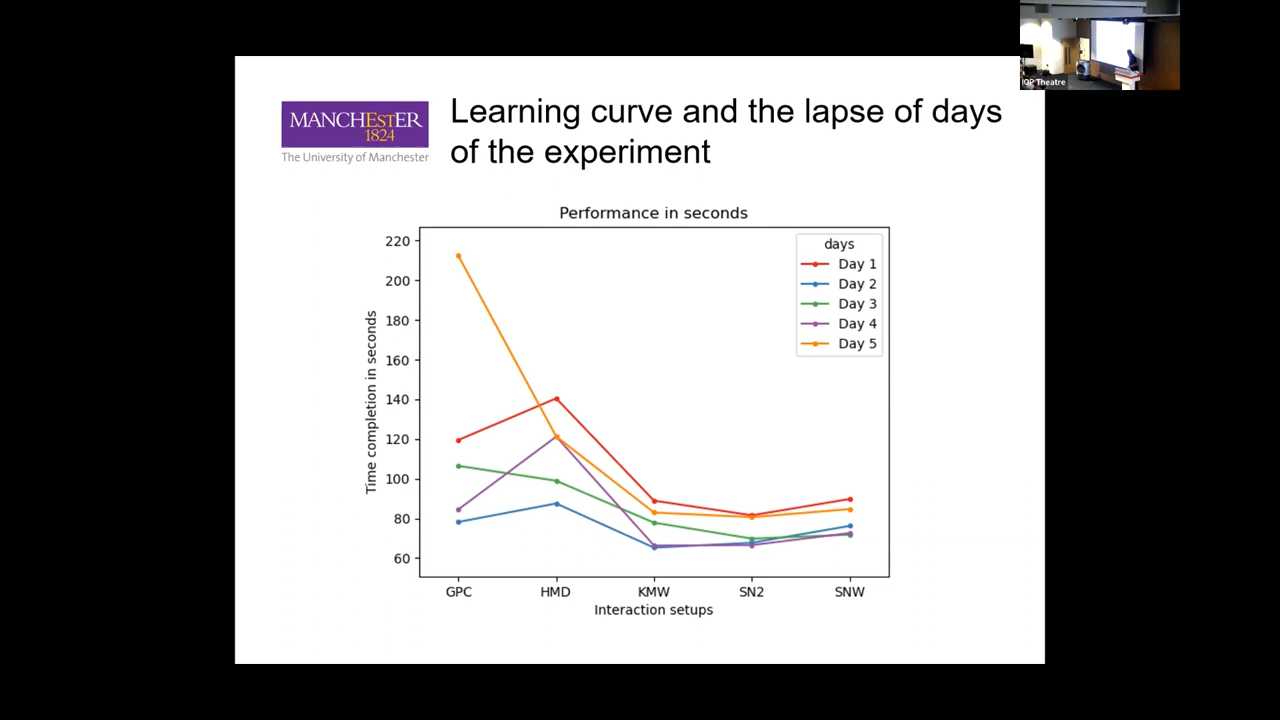 IOP Theatre
MANCHESTER
1824
The University of Manchester
Learning curve and the lapse of days
of the experiment
Performance in seconds
220
200
180
160
140
120
100
80
60
Time completion in seconds
days
Day 1
Day 2
Day 3
Day 4
Day 5
GPC HMD KMW SN2 SNW
Interaction setups